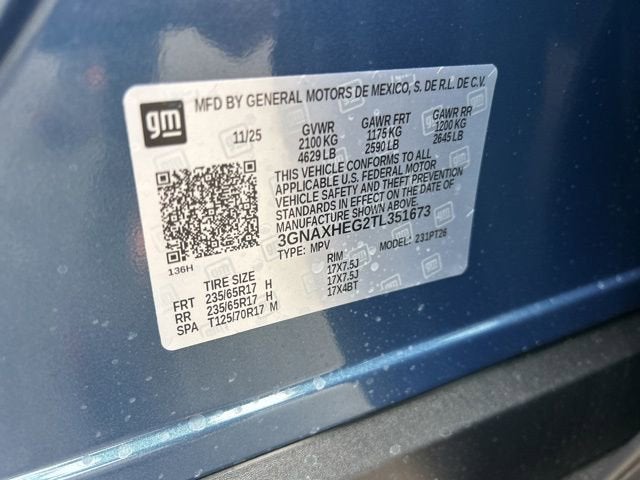 gm
MFD BY GENERAL MOTORS DE MEXICO, S. DE R.L. DE C.V.
11/25 GVWR GAWR FRT GAWR RR
2100 KG 1175 KG 1200 KG
4629 LB 2590 LB 2645 LB
THIS VEHICLE CONFORMS TO ALL
APPLICABLE U.S. FEDERAL MOTOR
VEHICLE SAFETY AND THEFT PREVENTION
STANDARDS IN EFFECT ON THE DATE OF
MANUFACTURE SHOWN ABOVE.
3GNAXHEG2TL351673
TYPE: MPV MODEL: 231PT26
136H
TIRE SIZE RIM
FRT 235/65R17 H 17X7.5J
RR 235/65R17 H 17X7.5J
SPA T125/70R17 M 17X4BT